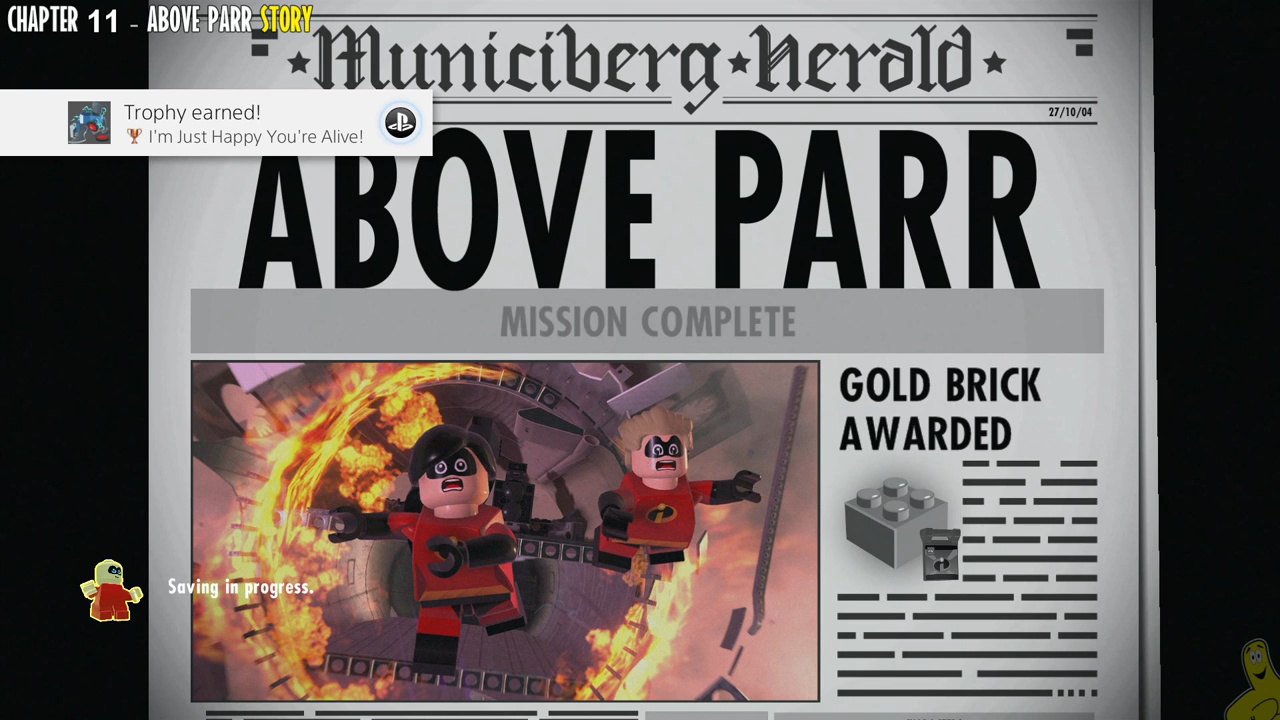 CHAPTER 11 - ABOVE PARR STORY
Municiberg Herald
27/10/04
Trophy earned!
I'm Just Happy You're Alive!
ABOVE PARR
MISSION COMPLETE
GOLD BRICK
AWARDED
Saving in progress.